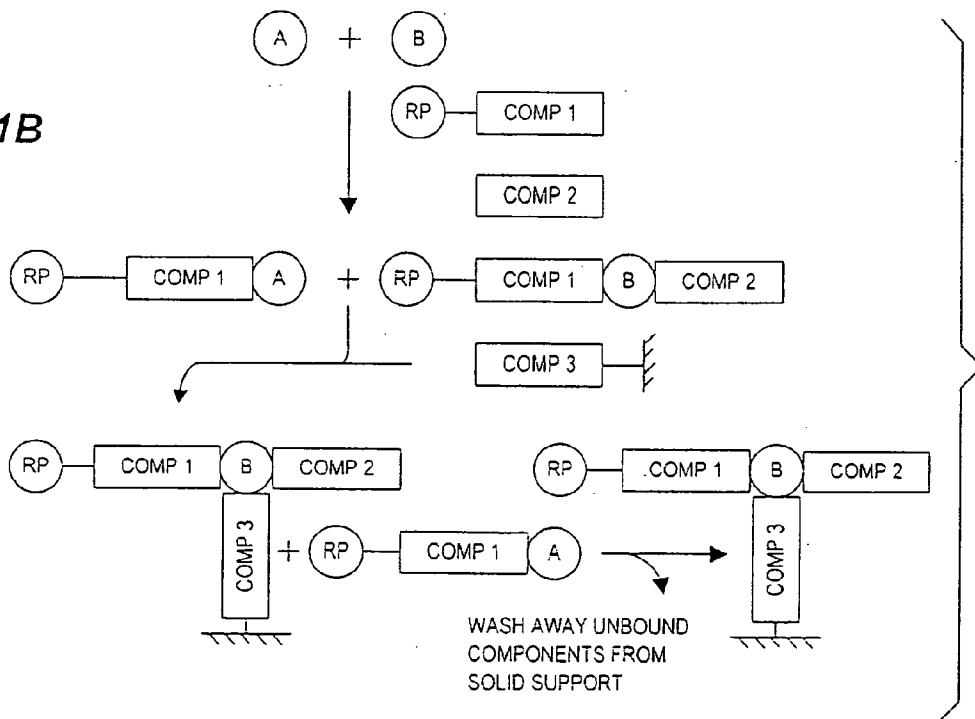 1B
A + B
RP COMP 1
COMP 2
RP COMP 1 A + RP COMP 1 B COMP 2
COMP 3
RP COMP 1 B COMP 2
COMP 3
+ RP COMP 1 A
RP COMP 1 B COMP 2
COMP 3
WASH AWAY UNBOUND
COMPONENTS FROM
SOLID SUPPORT